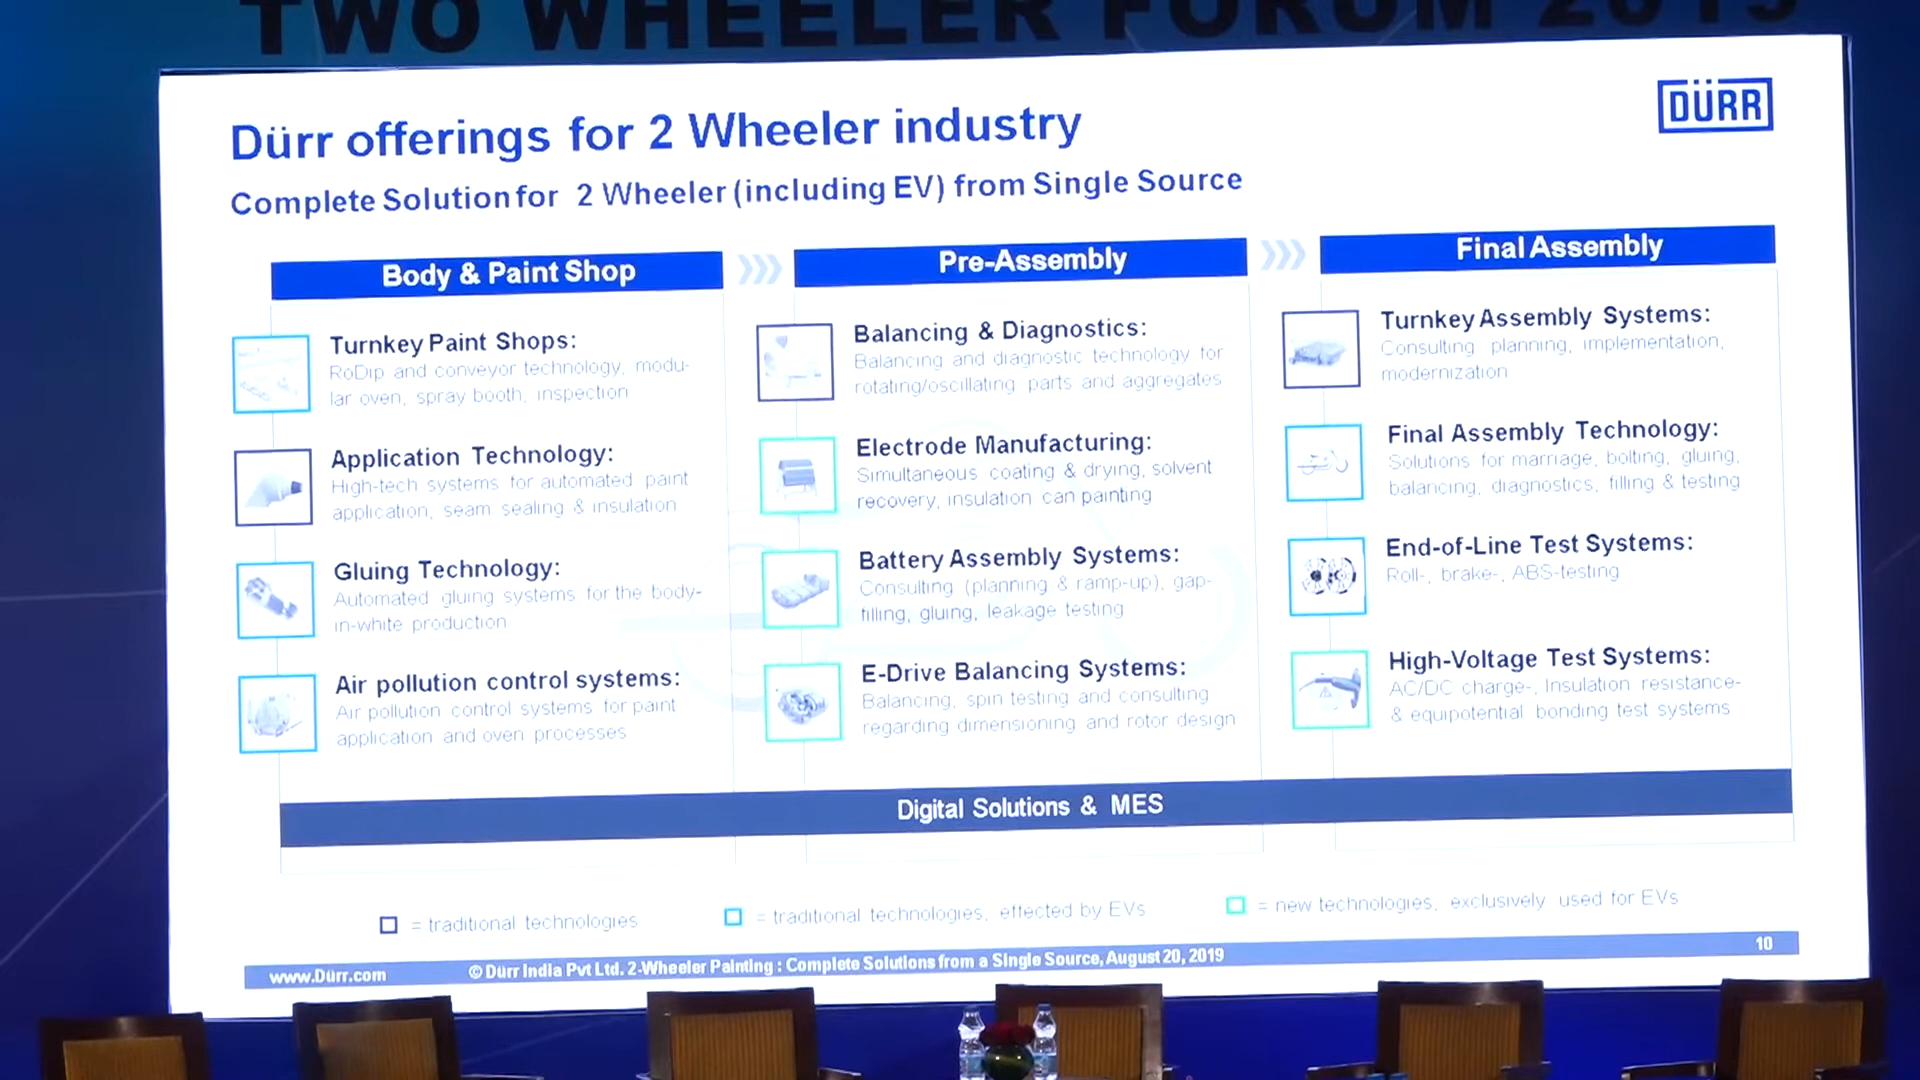 TWO WHEELER FORUM 2019
DÜRR
Dürr offerings for 2 Wheeler industry
Complete Solution for 2 Wheeler (including EV) from Single Source
Body & Paint Shop
Turnkey Paint Shops:
RoDip and conveyor technology, modu-
lar oven, spray booth, inspection
Application Technology:
High-tech systems for automated paint
application, seam sealing & insulation
Gluing Technology:
Automated gluing systems for the body-
in-white production
Air pollution control systems:
Air pollution control systems for paint
application and oven processes
Pre-Assembly
Balancing & Diagnostics:
Balancing and diagnostic technology for
rotating/oscillating parts and aggregates
Electrode Manufacturing:
Simultaneous coating & drying, solvent
recovery, insulation can painting
Battery Assembly Systems:
Consulting (planning & ramp-up), gap-
filling, gluing, leakage testing
E-Drive Balancing Systems:
Balancing, spin testing and consulting
regarding dimensioning and rotor design
Final Assembly
Turnkey Assembly Systems:
Consulting planning, implementation,
modernization
Final Assembly Technology:
Solutions for marriage, bolting, gluing,
balancing, diagnostics, filling & testing
End-of-Line Test Systems:
Roll-, brake-, ABS-testing
High-Voltage Test Systems:
AC/DC charge-, Insulation resistance-
& equipotential bonding test systems
Digital Solutions & MES
= traditional technologies
= traditional technologies, effected by EVs
= new technologies, exclusively used for EVs
www.Dürr.com
© Dürr India Pvt Ltd. 2-Wheeler Painting : Complete Solutions from a Single Source, August 20, 2019
10